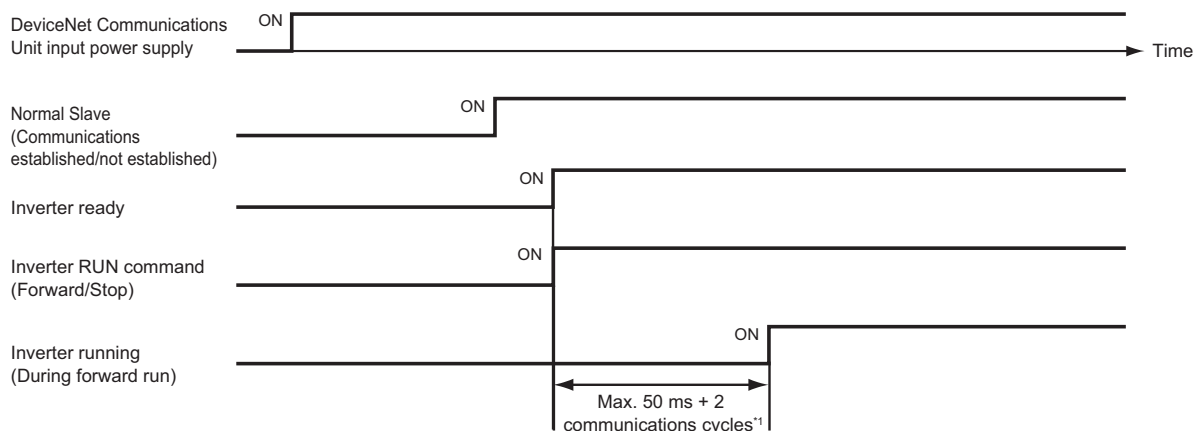 DeviceNet Communications
Unit input power supply
ON
Time
Normal Slave
(Communications
established/not established)
ON
Inverter ready
ON
Inverter RUN command
(Forward/Stop)
ON
Inverter running
(During forward run)
ON
Max. 50 ms + 2
communications cycles*1